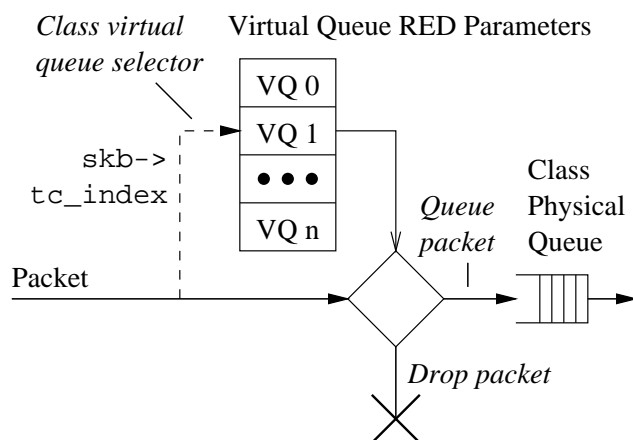 Class virtual
queue selector
Virtual Queue RED Parameters
VQ 0
VQ 1
VQ n
skb->
tc_index
Queue
packet
Class
Physical
Queue
Packet
Drop packet